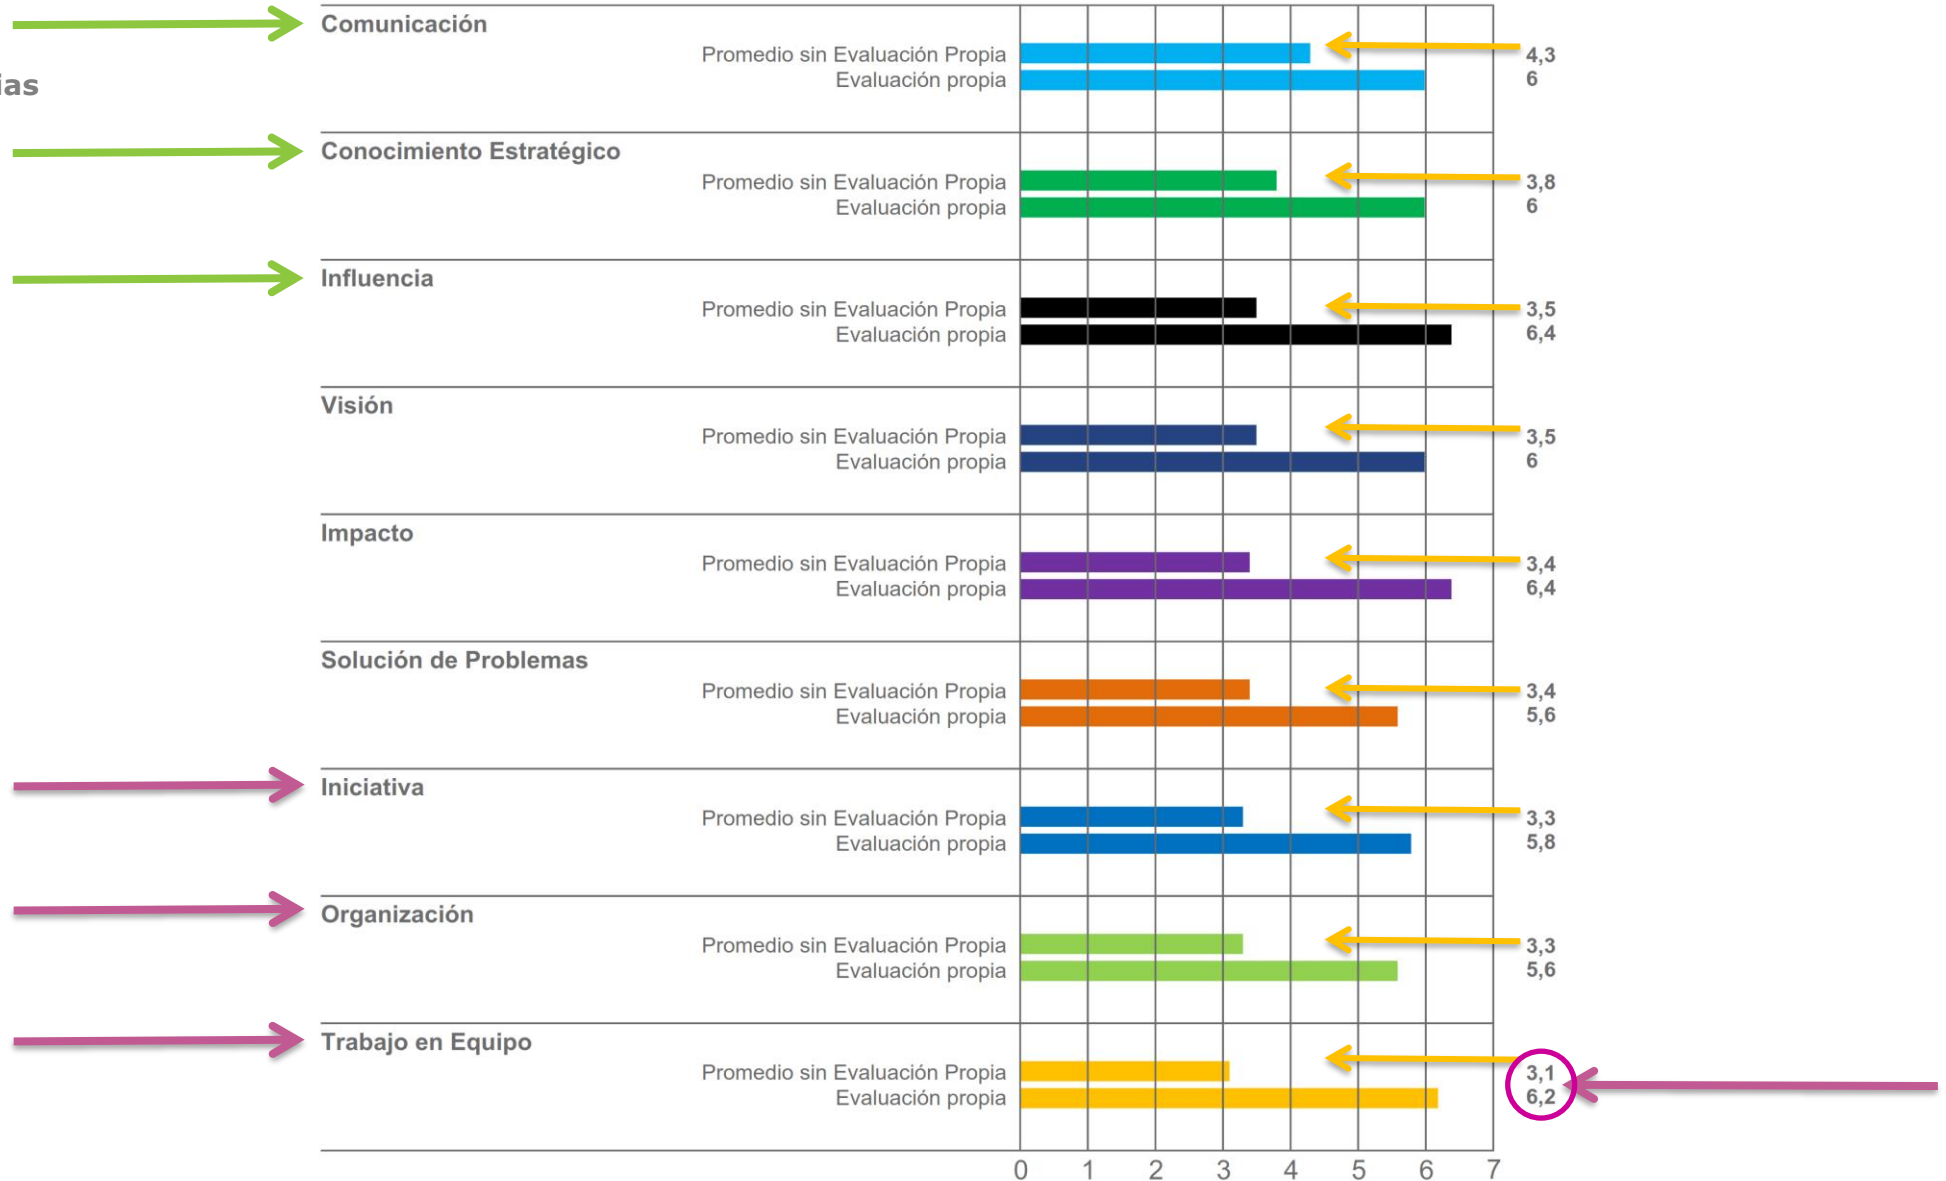 Comunicación
Promedio sin Evaluación Propia 4,3
Evaluación propia 6
ias
Conocimiento Estratégico
Promedio sin Evaluación Propia 3,8
Evaluación propia 6
Influencia
Promedio sin Evaluación Propia 3,5
Evaluación propia 6,4
Visión
Promedio sin Evaluación Propia 3,5
Evaluación propia 6
Impacto
Promedio sin Evaluación Propia 3,4
Evaluación propia 6,4
Solución de Problemas
Promedio sin Evaluación Propia 3,4
Evaluación propia 5,6
Iniciativa
Promedio sin Evaluación Propia 3,3
Evaluación propia 5,8
Organización
Promedio sin Evaluación Propia 3,3
Evaluación propia 5,6
Trabajo en Equipo
Promedio sin Evaluación Propia 3,1
Evaluación propia 6,2
0 1 2 3 4 5 6 7